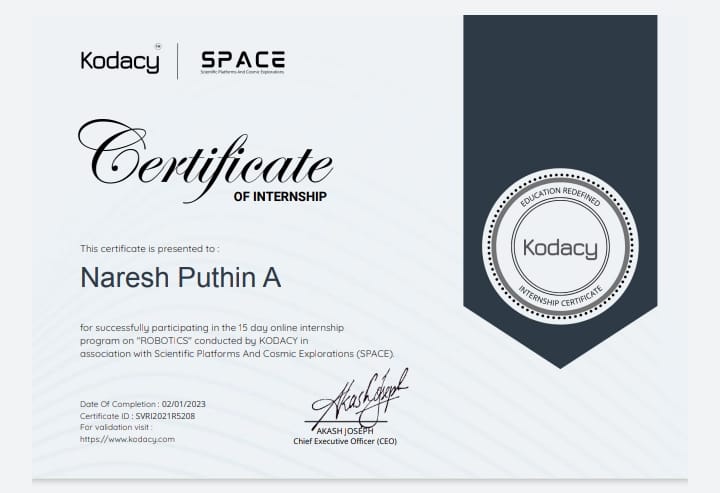 Kodacy TM
SPACE
Scientific Platforms And Cosmic Explorations
Certificate
OF INTERNSHIP
This certificate is presented to :
Naresh Puthin A
for successfully participating in the 15 day online internship
program on "ROBOTICS" conducted by KODACY in
association with Scientific Platforms And Cosmic Explorations (SPACE).
Date Of Completion : 02/01/2023
Certificate ID : SVRI2021R5208
For validation visit :
https://www.kodacy.com
Akash Joseph
AKASH JOSEPH
Chief Executive Officer (CEO)
EDUCATION REDEFINED
Kodacy
INTERNSHIP CERTIFICATE